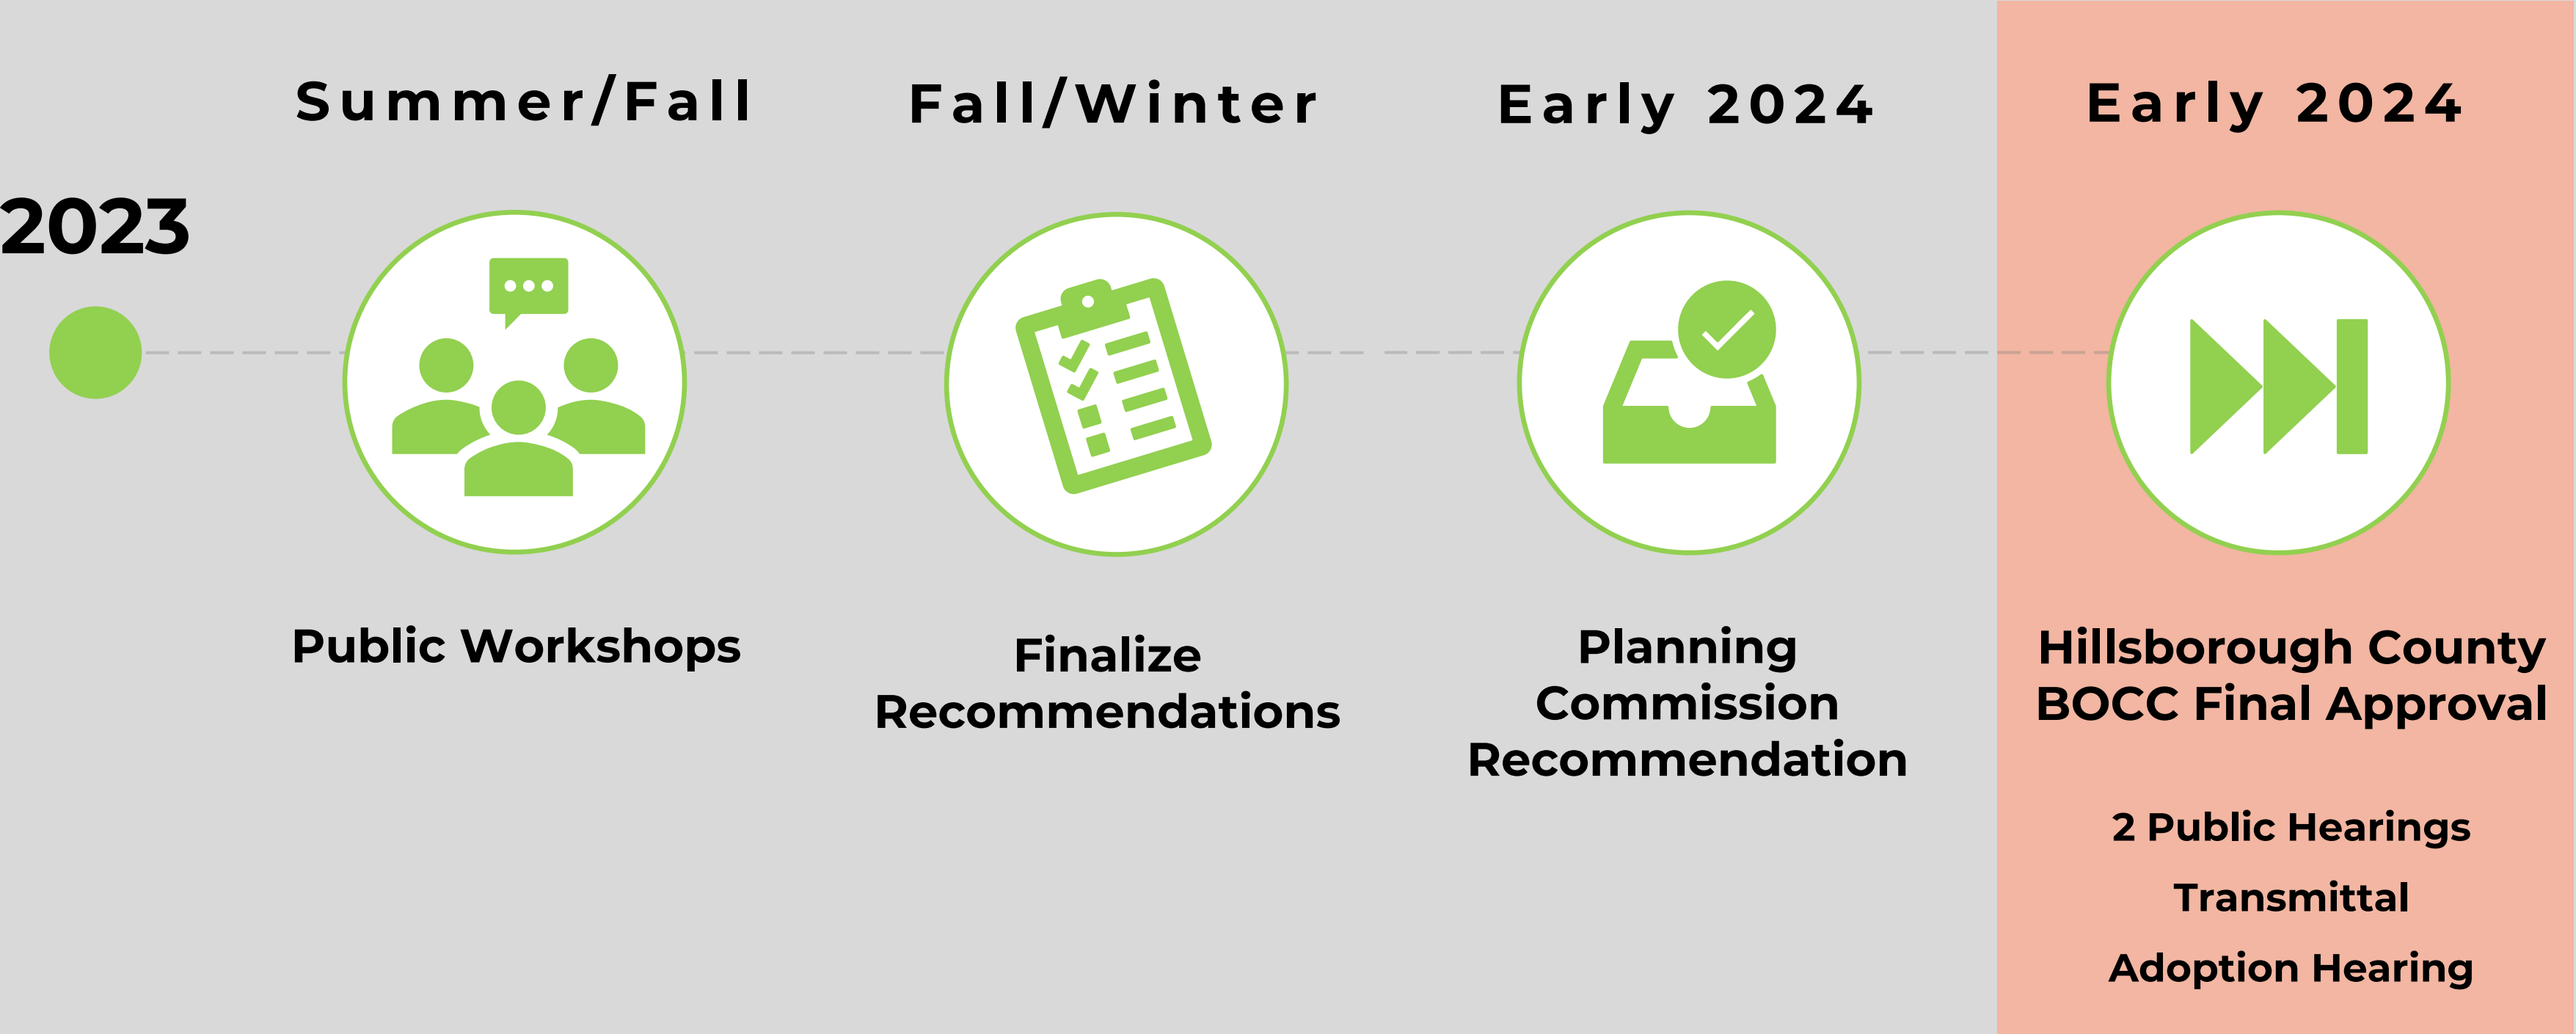 2023
Summer/Fall
Public Workshops
Fall/Winter
Finalize
Recommendations
Early 2024
Planning
Commission
Recommendation
Early 2024
Hillsborough County
BOCC Final Approval
2 Public Hearings
Transmittal
Adoption Hearing